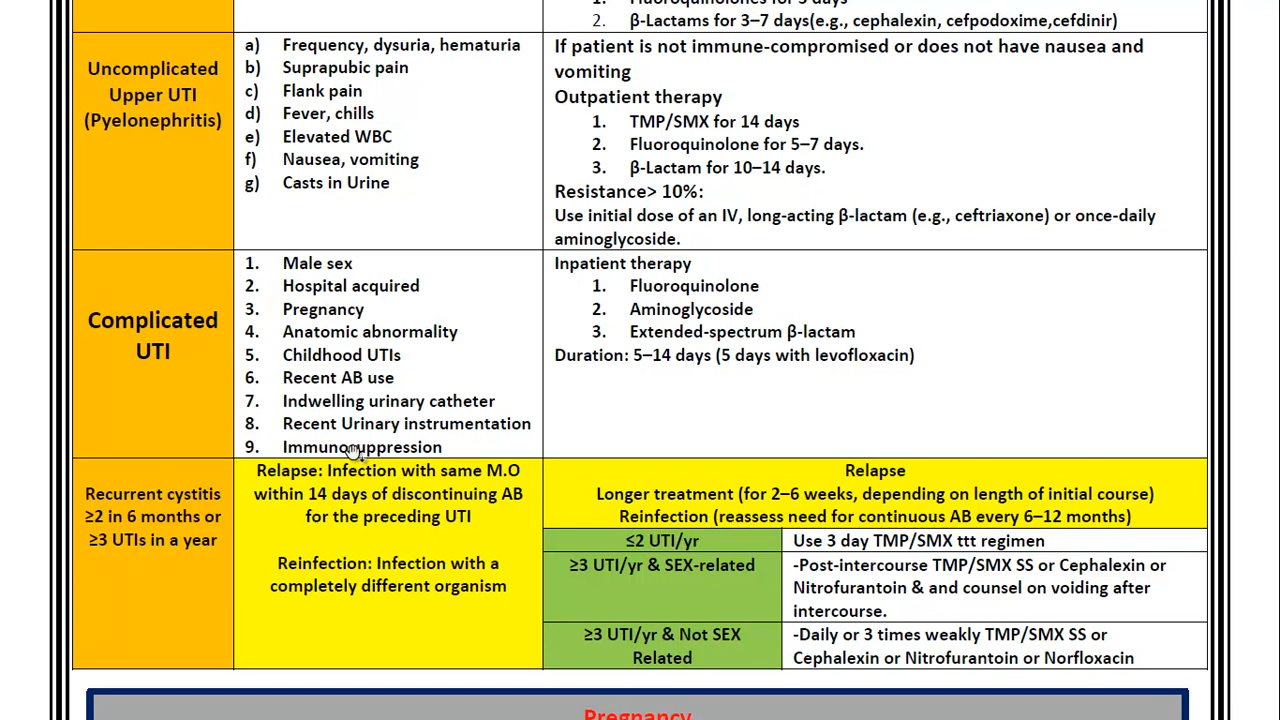 1. Fluoroquinolones for 3 days
2. β-Lactams for 3–7 days(e.g., cephalexin, cefpodoxime,cefdinir)
Uncomplicated
Upper UTI
(Pyelonephritis)
a) Frequency, dysuria, hematuria
b) Suprapubic pain
c) Flank pain
d) Fever, chills
e) Elevated WBC
f) Nausea, vomiting
g) Casts in Urine
If patient is not immune-compromised or does not have nausea and
vomiting
Outpatient therapy
1. TMP/SMX for 14 days
2. Fluoroquinolone for 5–7 days.
3. β-Lactam for 10–14 days.
Resistance> 10%:
Use initial dose of an IV, long-acting β-lactam (e.g., ceftriaxone) or once-daily
aminoglycoside.
Complicated
UTI
1. Male sex
2. Hospital acquired
3. Pregnancy
4. Anatomic abnormality
5. Childhood UTIs
6. Recent AB use
7. Indwelling urinary catheter
8. Recent Urinary instrumentation
9. Immunosuppression
Inpatient therapy
1. Fluoroquinolone
2. Aminoglycoside
3. Extended-spectrum β-lactam
Duration: 5–14 days (5 days with levofloxacin)
Recurrent cystitis
≥2 in 6 months or
≥3 UTIs in a year
Relapse: Infection with same M.O
within 14 days of discontinuing AB
for the preceding UTI
Reinfection: Infection with a
completely different organism
Relapse
Longer treatment (for 2–6 weeks, depending on length of initial course)
Reinfection (reassess need for continuous AB every 6–12 months)
≤2 UTI/yr
Use 3 day TMP/SMX ttt regimen
≥3 UTI/yr & SEX-related
-Post-intercourse TMP/SMX SS or Cephalexin or
Nitrofurantoin & and counsel on voiding after
intercourse.
≥3 UTI/yr & Not SEX
Related
-Daily or 3 times weekly TMP/SMX SS or
Cephalexin or Nitrofurantoin or Norfloxacin
Pregnancy